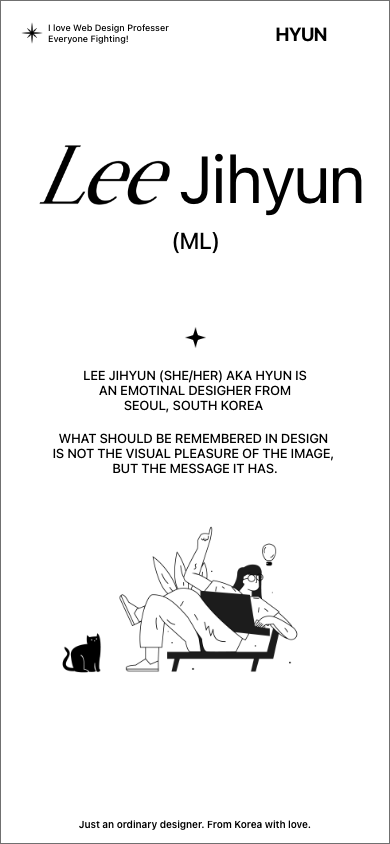 I love Web Design Professer
Everyone Fighting!
HYUN
Lee Jihyun
(ML)
LEE JIHYUN (SHE/HER) AKA HYUN IS
AN EMOTINAL DESIGHER FROM
SEOUL, SOUTH KOREA
WHAT SHOULD BE REMEMBERED IN DESIGN
IS NOT THE VISUAL PLEASURE OF THE IMAGE,
BUT THE MESSAGE IT HAS.
Just an ordinary designer. From Korea with love.